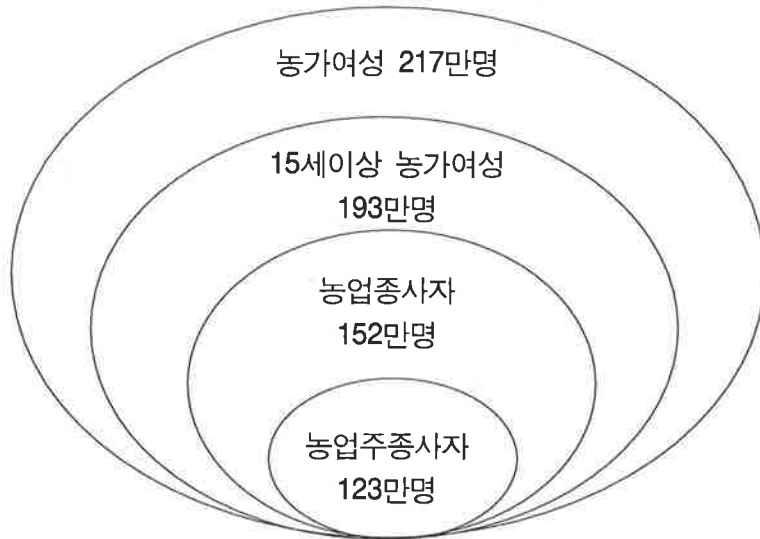 농가여성 217만명
15세이상 농가여성
193만명
농업종사자
152만명
농업주종사자
123만명